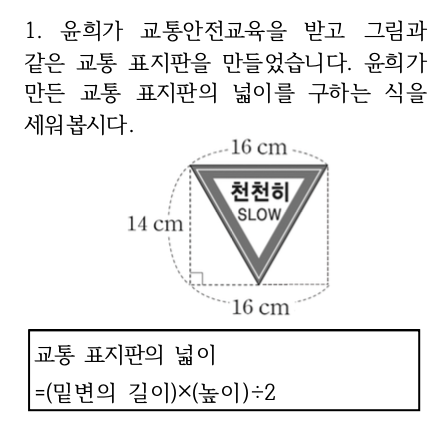 1. 윤희가 교통안전교육을 받고 그림과
같은 교통 표지판을 만들었습니다. 윤희가
만든 교통 표지판의 넓이를 구하는 식을
세워봅시다.
16 cm
천천히
SLOW
14 cm
16 cm
교통 표지판의 넓이
=(밑변의 길이)×(높이)÷2